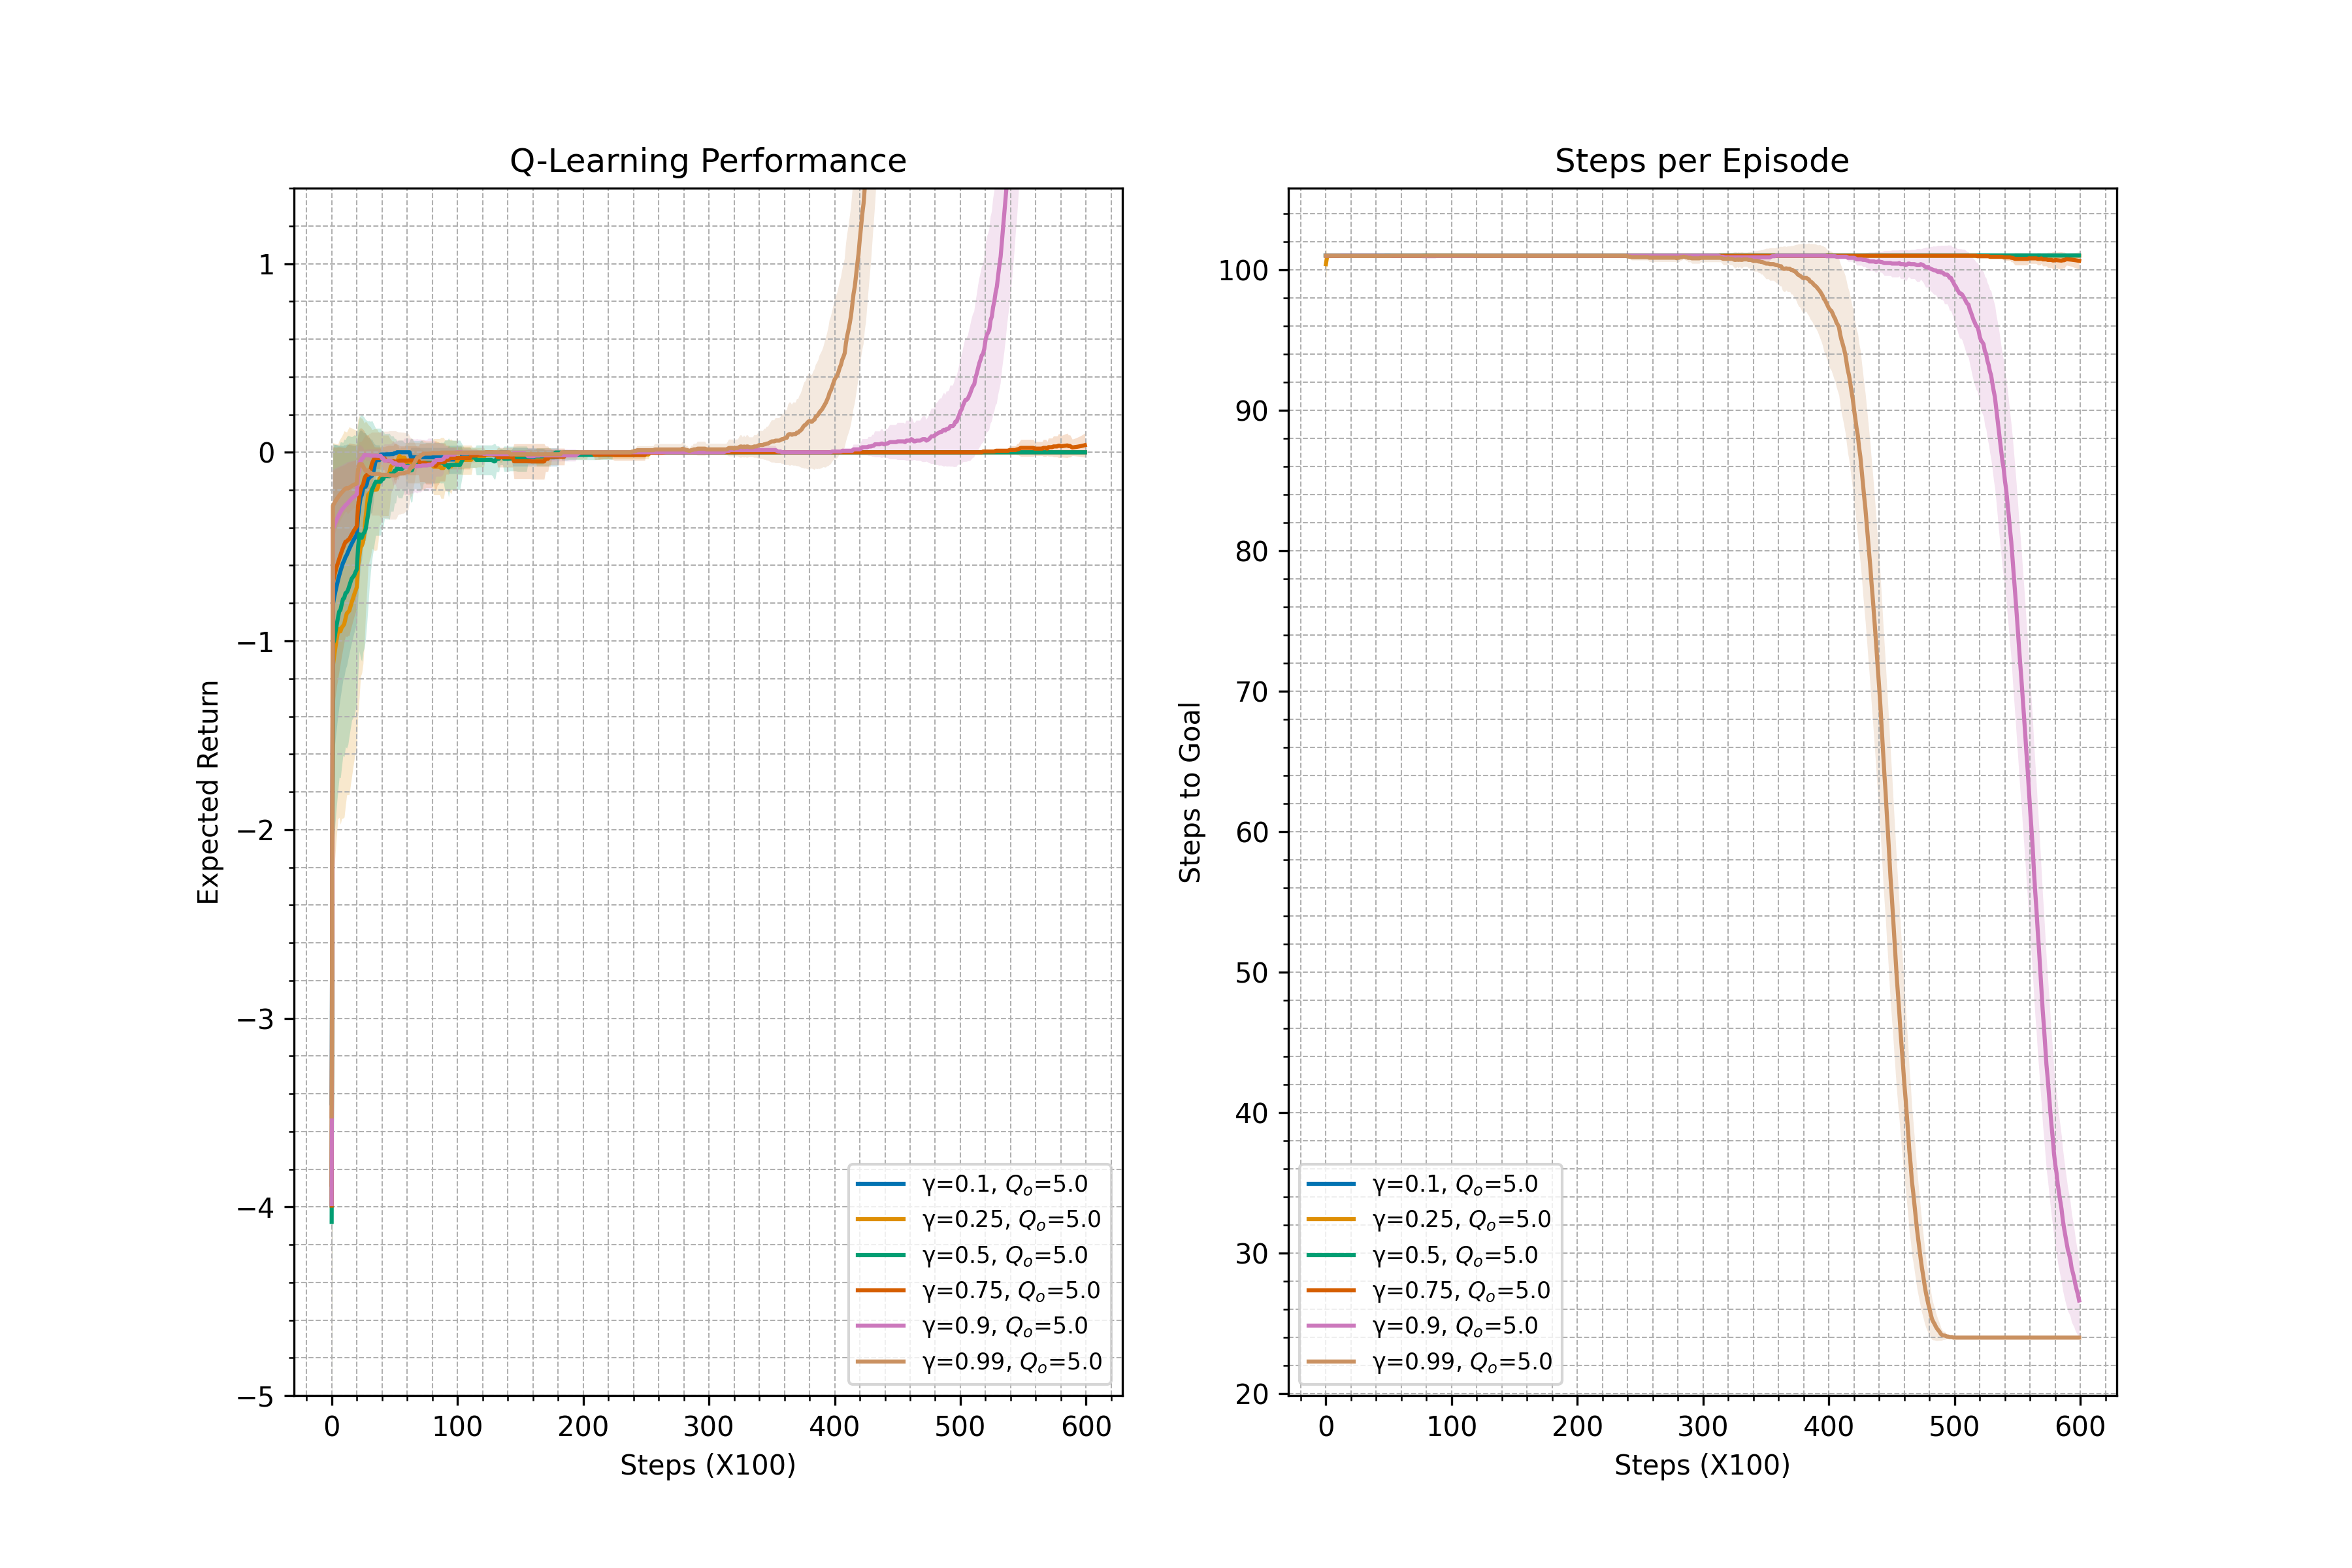 Q-Learning Performance
1
0
−1
−2
−3
−4
−5
Expected Return
0 100 200 300 400 500 600
Steps (X100)
γ=0.1, Qₒ=5.0
γ=0.25, Qₒ=5.0
γ=0.5, Qₒ=5.0
γ=0.75, Qₒ=5.0
γ=0.9, Qₒ=5.0
γ=0.99, Qₒ=5.0
Steps per Episode
100
90
80
70
60
50
40
30
20
Steps to Goal
0 100 200 300 400 500 600
Steps (X100)
γ=0.1, Qₒ=5.0
γ=0.25, Qₒ=5.0
γ=0.5, Qₒ=5.0
γ=0.75, Qₒ=5.0
γ=0.9, Qₒ=5.0
γ=0.99, Qₒ=5.0